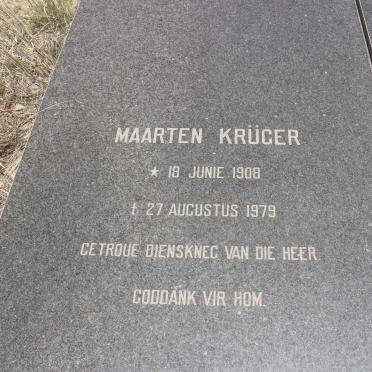 MAARTEN KRÜGER
* 18 JUNIE 1908
† 27 AUGUSTUS 1979
GETROUE DIENSKNEG VAN DIE HEER.
GODDANK VIR HOM.